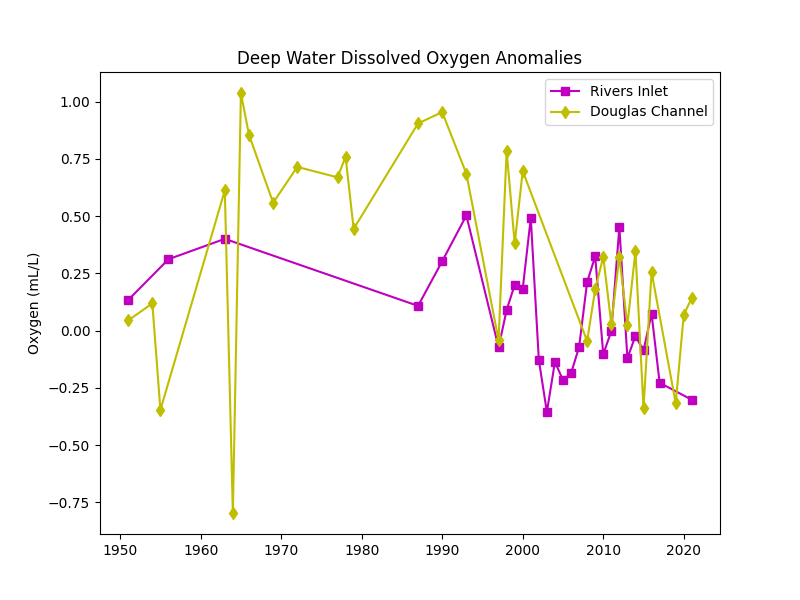 Deep Water Dissolved Oxygen Anomalies
Rivers Inlet
Douglas Channel
Oxygen (mL/L)
1.00
0.75
0.50
0.25
0.00
−0.25
−0.50
−0.75
1950 1960 1970 1980 1990 2000 2010 2020